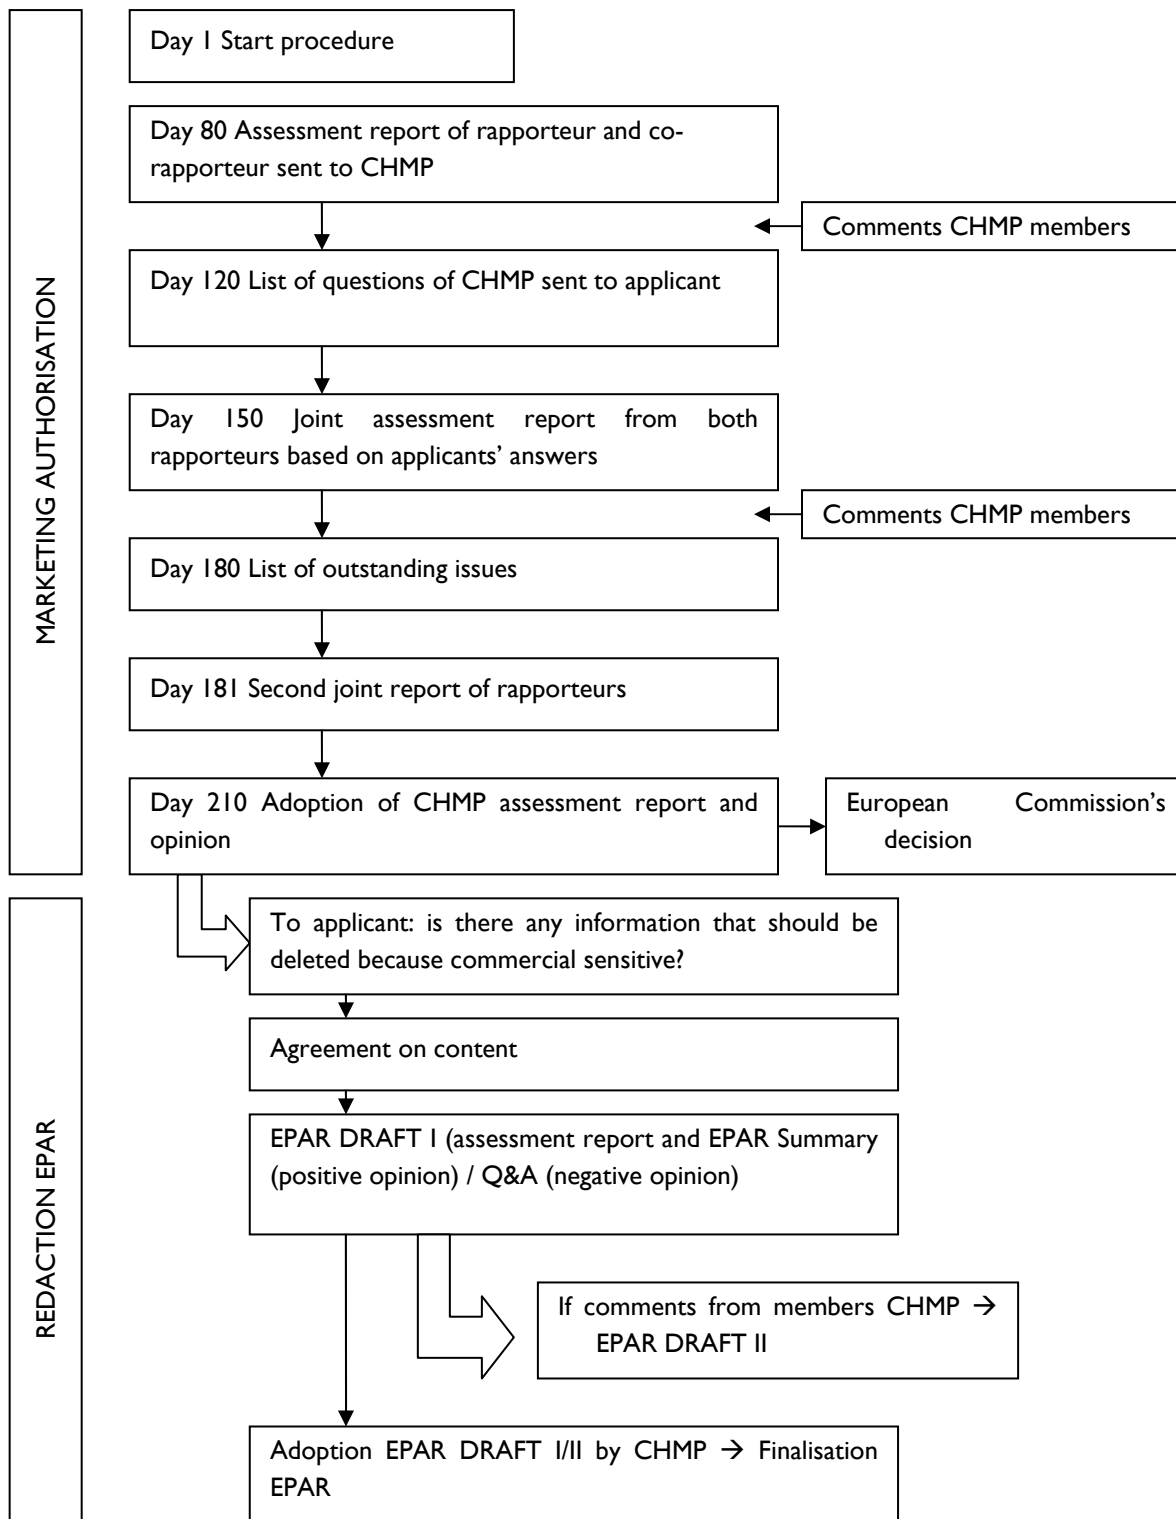 MARKETING AUTHORISATION
Day 1 Start procedure
Day 80 Assessment report of rapporteur and co-
rapporteur sent to CHMP
Comments CHMP members
Day 120 List of questions of CHMP sent to applicant
Day 150 Joint assessment report from both
rapporteurs based on applicants’ answers
Comments CHMP members
Day 180 List of outstanding issues
Day 181 Second joint report of rapporteurs
Day 210 Adoption of CHMP assessment report and
opinion
European Commission’s
decision
REDACTION EPAR
To applicant: is there any information that should be
deleted because commercial sensitive?
Agreement on content
EPAR DRAFT I (assessment report and EPAR Summary
(positive opinion) / Q&A (negative opinion)
If comments from members CHMP →
EPAR DRAFT II
Adoption EPAR DRAFT I/II by CHMP → Finalisation
EPAR